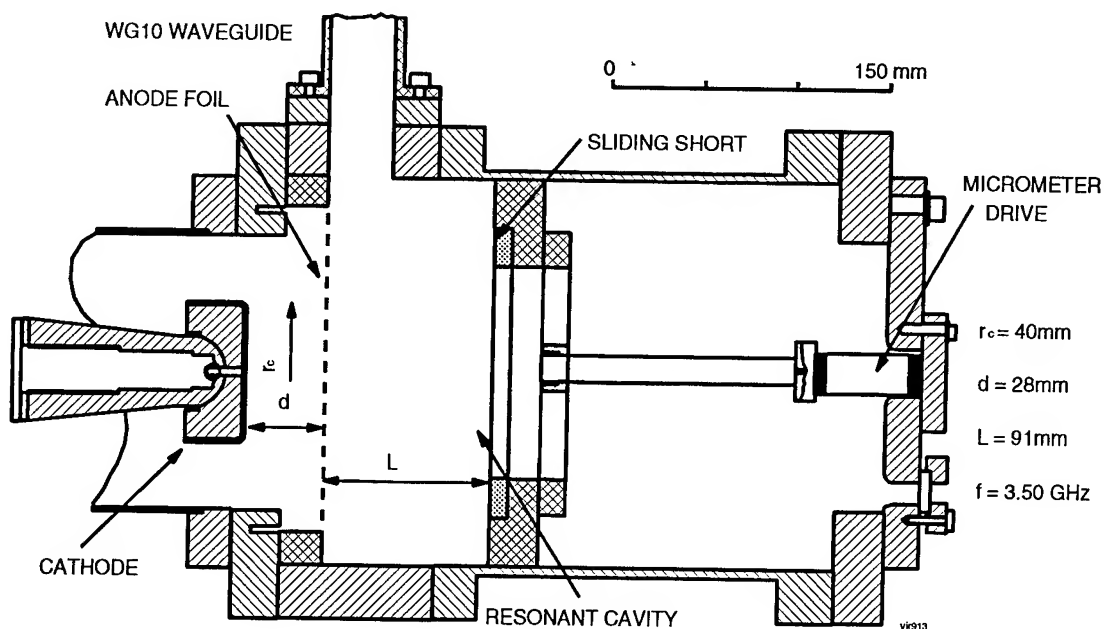 WG10 WAVEGUIDE
0
150 mm
ANODE FOIL
SLIDING SHORT
MICROMETER
DRIVE
rc
d
L
rc = 40mm
d = 28mm
L = 91mm
f = 3.50 GHz
CATHODE
RESONANT CAVITY
vir913